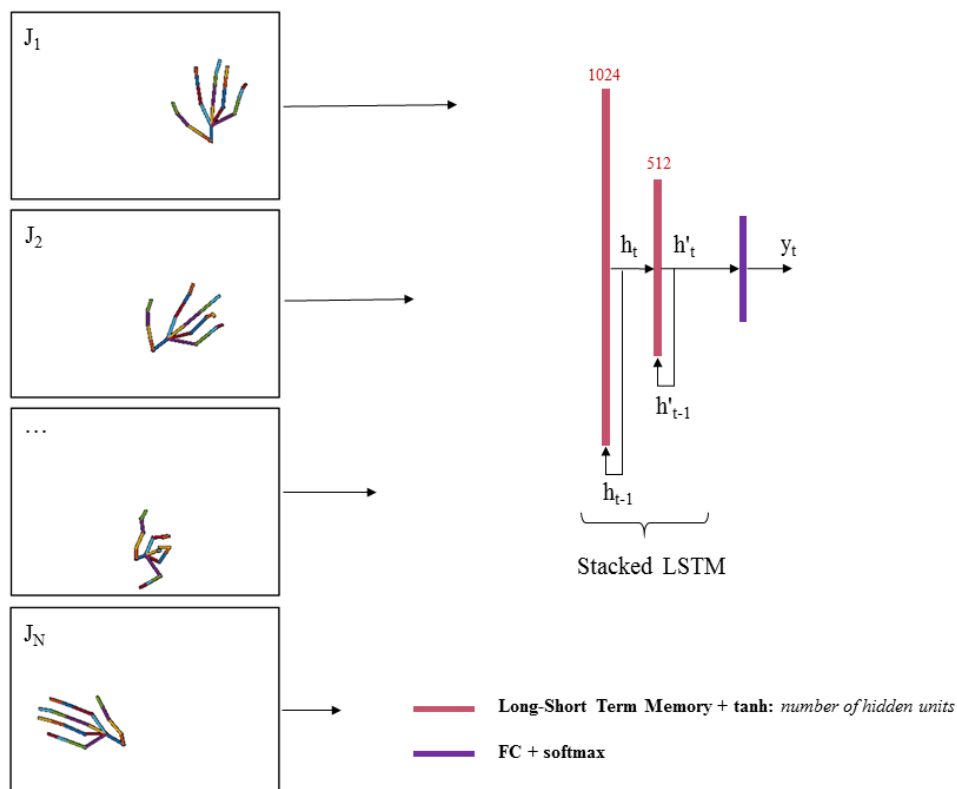 J1
J2
…
JN
1024
512
ht
h't
yt
h't-1
ht-1
Stacked LSTM
Long-Short Term Memory + tanh: number of hidden units
FC + softmax